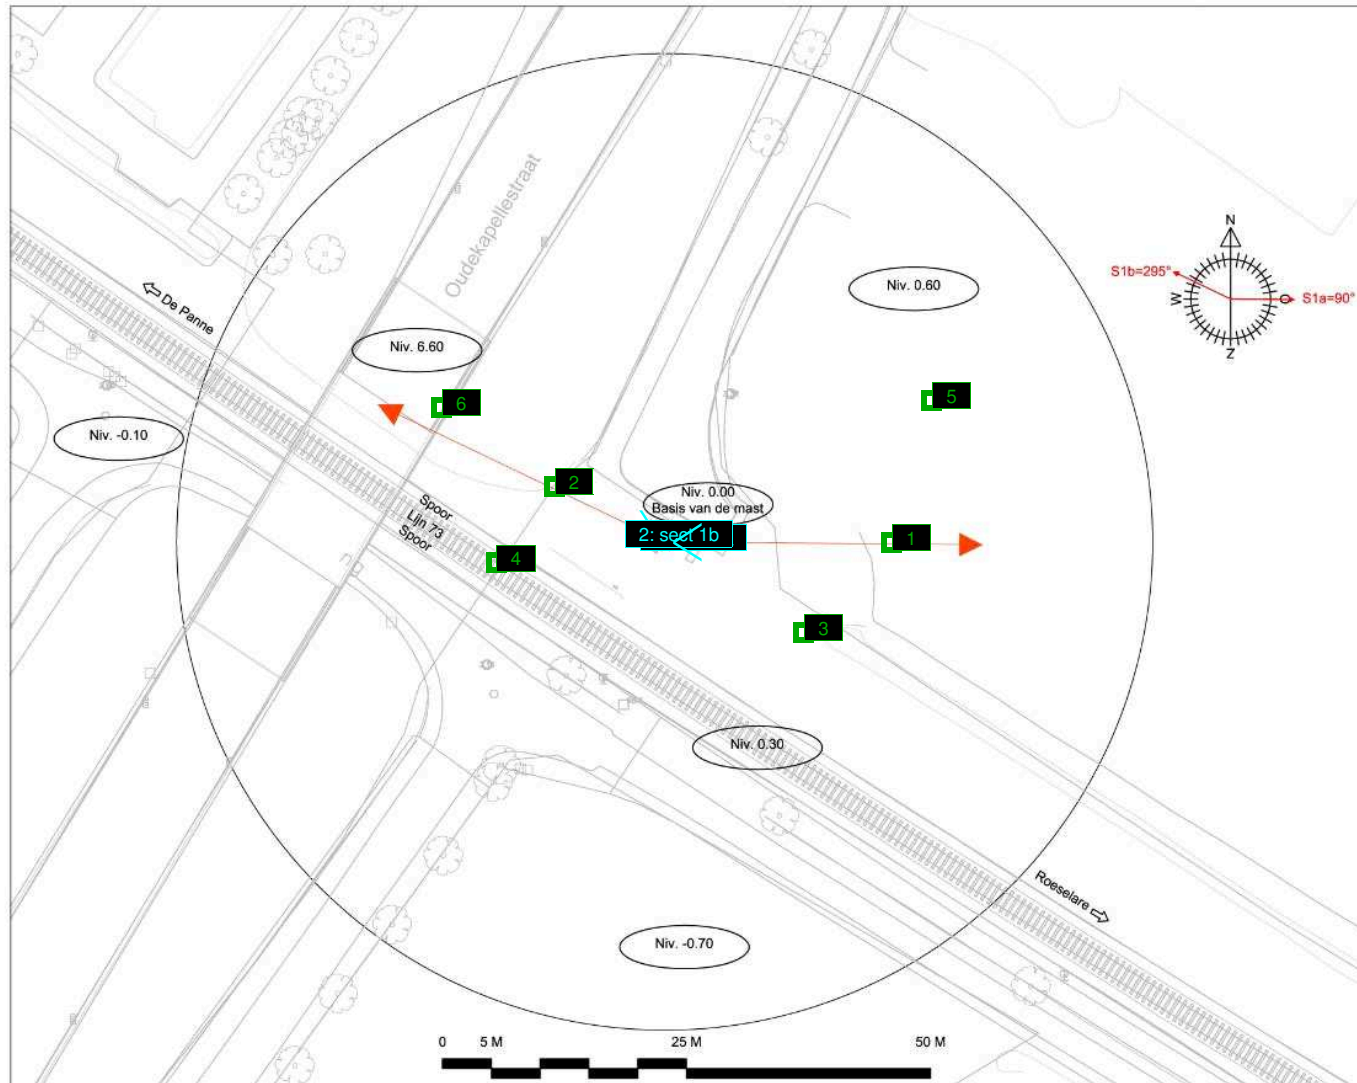 Oudekapellestraat
N
S1b=295°
W
O
S1a=90°
Z
Niv. 0.60
De Panne
Niv. 6.60
6
5
Niv. -0.10
2
Niv. 0.00
Basis van de mast
Spoor
Lijn 73
Spoor
2: sect 1b
1
4
3
Niv. 0.30
Roeselare
Niv. -0.70
0 5 M 25 M 50 M